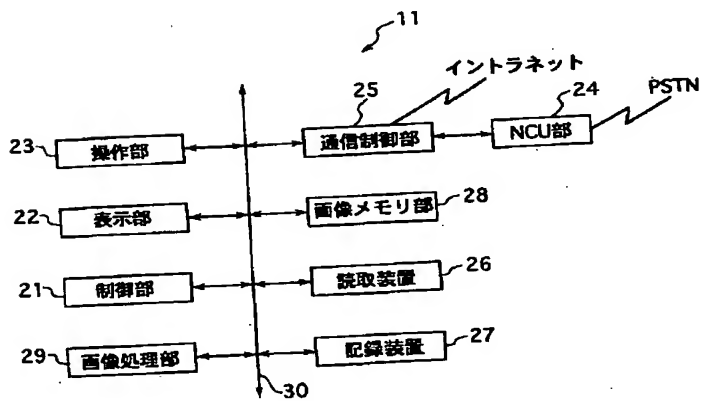 11
イントラネット
PSTN
25
24
23
操作部
通信制御部
NCU部
22
表示部
画像メモリ部
28
21
制御部
読取装置
26
29
画像処理部
記録装置
27
30